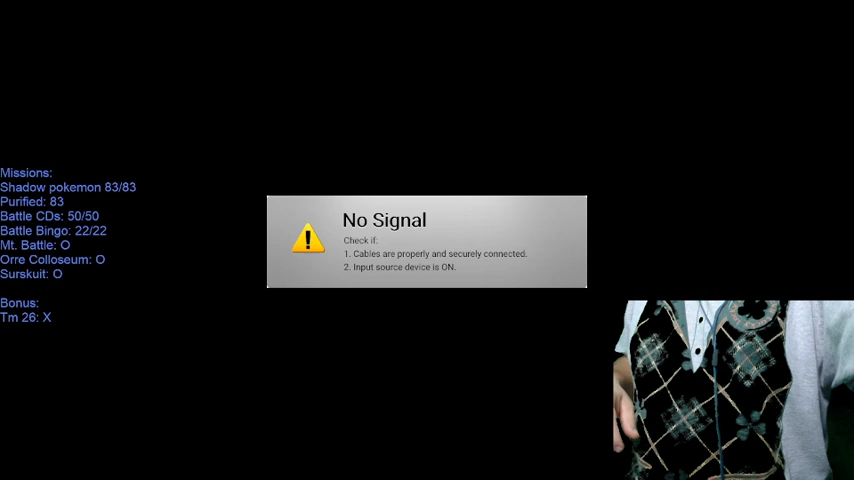 Missions:
Shadow pokemon 83/83
Purified: 83
Battle CDs: 50/50
Battle Bingo: 22/22
Mt. Battle: O
Orre Colloseum: O
Surskuit: O
Bonus:
Tm 26: X
No Signal
Check if:
1. Cables are properly and securely connected.
2. Input source device is ON.